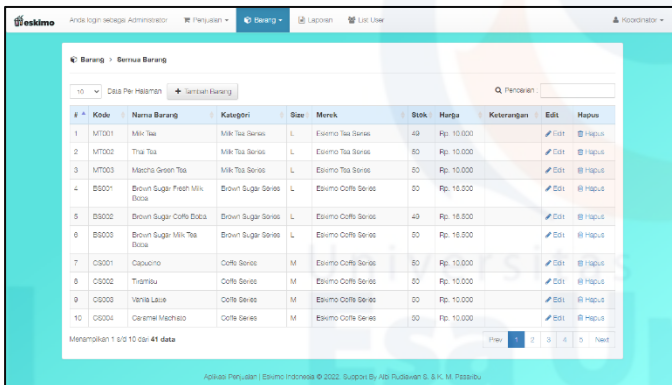 eskimo Anda login sebagai Administrator Penjualan Barang Laporan List User Koordinator
Barang > Semua Barang
10 Data Per Halaman + Tambah Barang Pencarian :
# Kode Nama Barang Kategori Size Merek Stok Harga Keterangan Edit Hapus
1 MT001 Milk Tea Milk Tea Series L Eskimo Tea Series 49 Rp. 10.000 Edit Hapus
2 MT002 Thai Tea Milk Tea Series L Eskimo Tea Series 50 Rp. 10.000 Edit Hapus
3 MT003 Matcha Green Tea Milk Tea Series L Eskimo Tea Series 50 Rp. 10.000 Edit Hapus
4 BS001 Brown Sugar Fresh Milk Brown Sugar Series L Eskimo Coffe Series 50 Rp. 16.500 Edit Hapus
Boba
5 BS002 Brown Sugar Coffe Boba Brown Sugar Series L Eskimo Coffe Series 49 Rp. 16.500 Edit Hapus
6 BS003 Brown Sugar Milk Tea Brown Sugar Series L Eskimo Coffe Series 50 Rp. 16.500 Edit Hapus
Boba
7 CS001 Capucino Coffe Series M Eskimo Coffe Series 50 Rp. 10.000 Edit Hapus
8 CS002 Tiramisu Coffe Series M Eskimo Coffe Series 50 Rp. 10.000 Edit Hapus
9 CS003 Vanila Latte Coffe Series M Eskimo Coffe Series 50 Rp. 10.000 Edit Hapus
10 CS004 Caramel Machiato Coffe Series M Eskimo Coffe Series 50 Rp. 10.000 Edit Hapus
Menampilkan 1 s/d 10 dari 41 data Prev 1 2 3 4 5 Next
Aplikasi Penjualan | Eskimo Indonesia © 2022. Support By Albi Rudiawan S. & K. M. Pasaribu
Universitas
Esa U